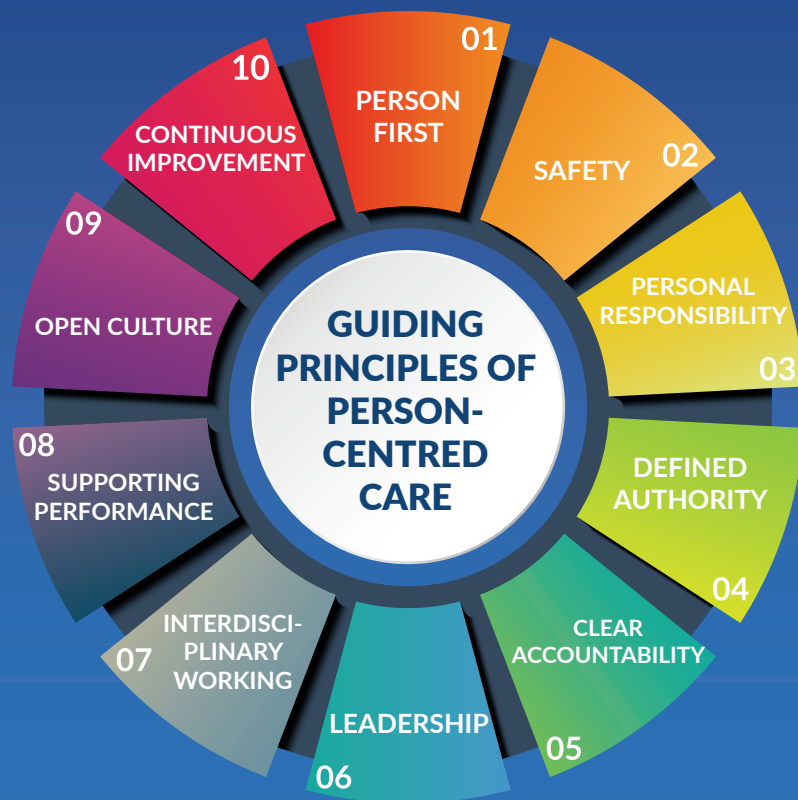 GUIDING
PRINCIPLES OF
PERSON-
CENTRED
CARE
01
PERSON
FIRST
02
SAFETY
PERSONAL
RESPONSIBILITY
03
DEFINED
AUTHORITY
04
CLEAR
ACCOUNTABILITY
05
LEADERSHIP
06
07
INTERDISCI-
PLINARY
WORKING
08
SUPPORTING
PERFORMANCE
09
OPEN CULTURE
10
CONTINUOUS
IMPROVEMENT